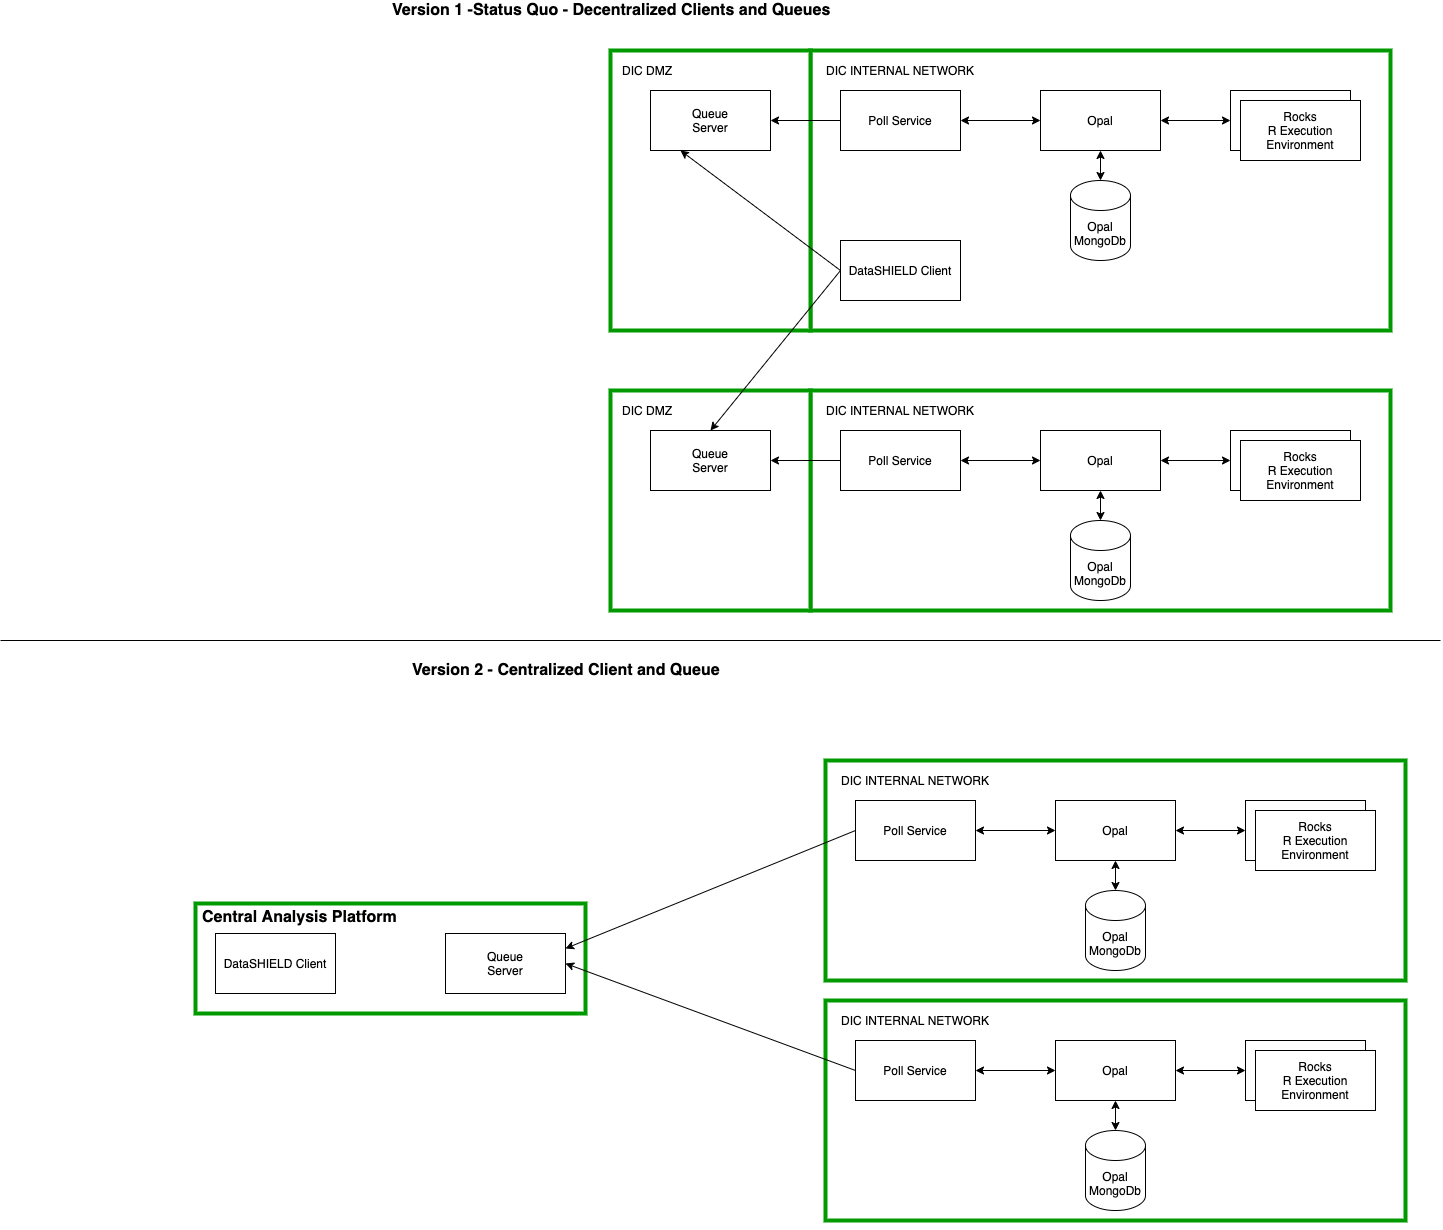 Version 1 -Status Quo - Decentralized Clients and Queues
DIC DMZ
DIC INTERNAL NETWORK
Queue
Server
Poll Service
Opal
Rocks
R Execution
Environment
Opal
MongoDb
DataSHIELD Client
DIC DMZ
DIC INTERNAL NETWORK
Queue
Server
Poll Service
Opal
Rocks
R Execution
Environment
Opal
MongoDb
Version 2 - Centralized Client and Queue
DIC INTERNAL NETWORK
Poll Service
Opal
Rocks
R Execution
Environment
Opal
MongoDb
Central Analysis Platform
DataSHIELD Client
Queue
Server
DIC INTERNAL NETWORK
Poll Service
Opal
Rocks
R Execution
Environment
Opal
MongoDb